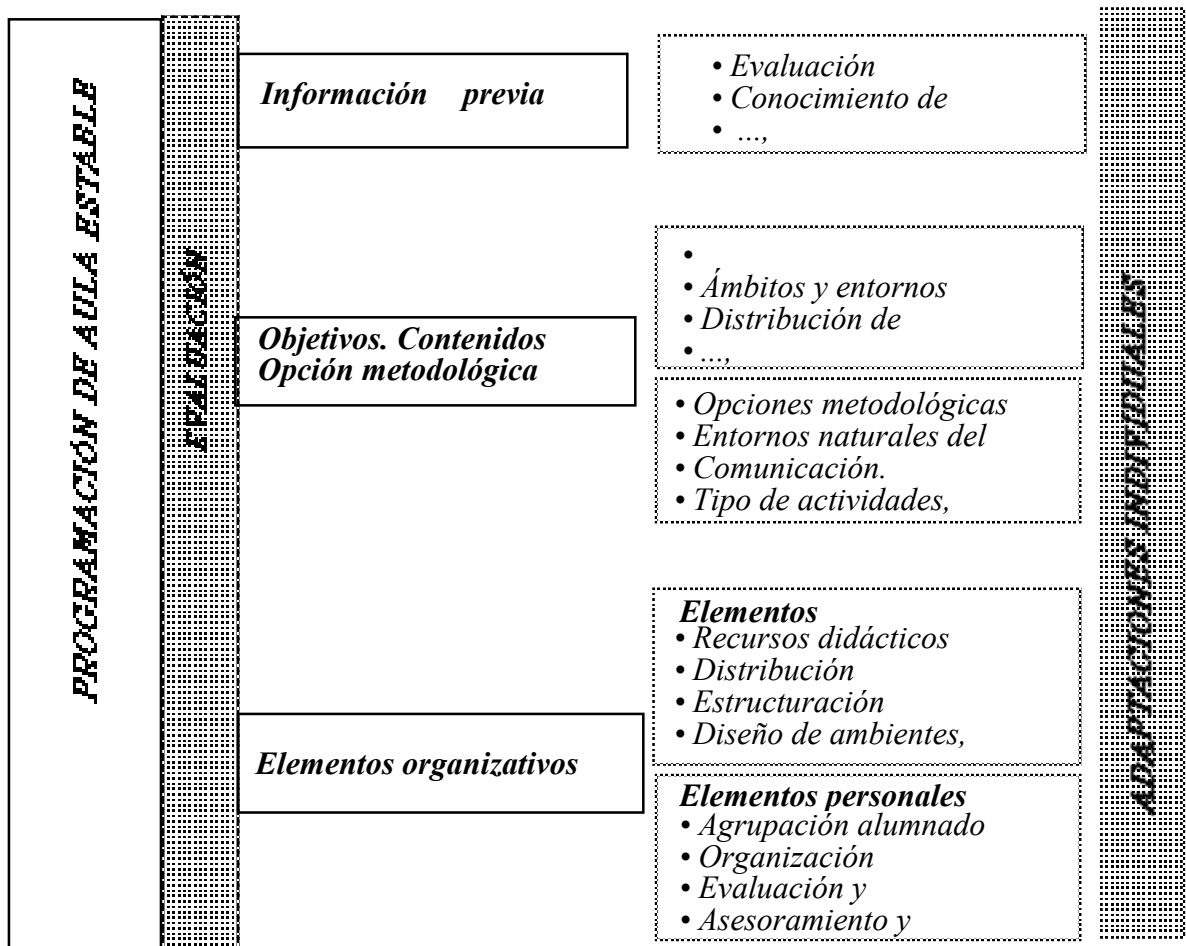 PROGRAMACIÓN DE AULA ESTABLE
EVALUACIÓN
Información previa
• Evaluación
• Conocimiento de
• ...,
Objetivos. Contenidos
Opción metodológica
•
• Ámbitos y entornos
• Distribución de
• ...,
• Opciones metodológicas
• Entornos naturales del
• Comunicación.
• Tipo de actividades,
Elementos organizativos
Elementos
• Recursos didácticos
• Distribución
• Estructuración
• Diseño de ambientes,
Elementos personales
• Agrupación alumnado
• Organización
• Evaluación y
• Asesoramiento y
ADAPTACIONES INDIVIDUALES